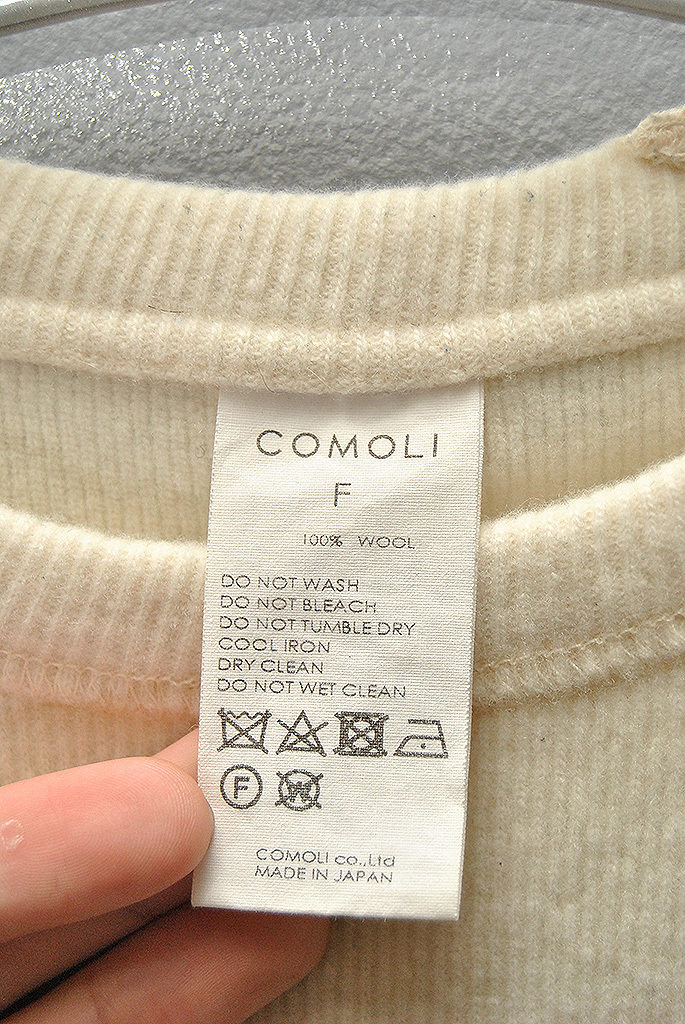 COMOLI
F
100% WOOL
DO NOT WASH
DO NOT BLEACH
DO NOT TUMBLE DRY
COOL IRON
DRY CLEAN
DO NOT WET CLEAN
F W
COMOLI co.,Ltd
MADE IN JAPAN